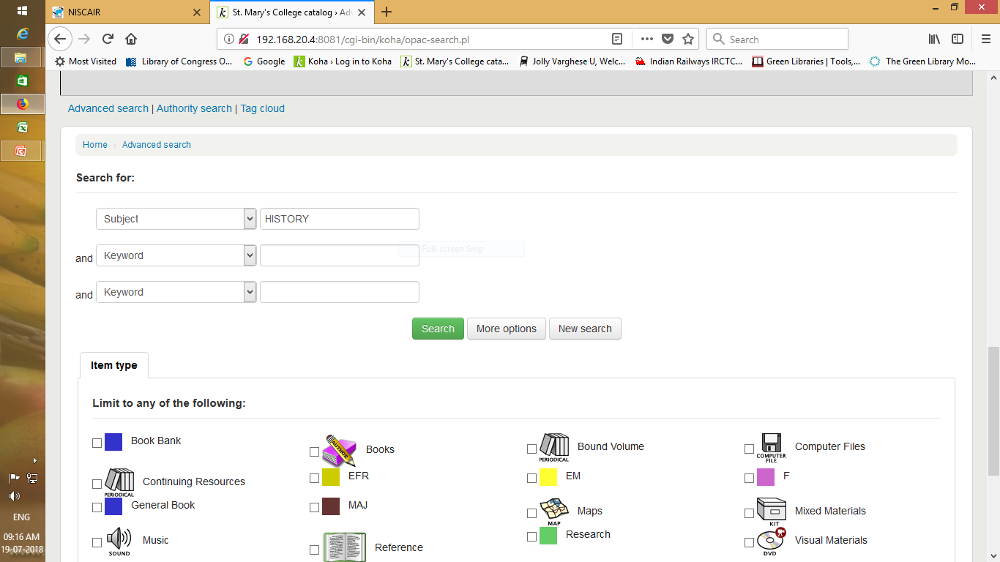 NISCAIR
St. Mary's College catalog › Adv
192.168.20.4:8081/cgi-bin/koha/opac-search.pl
Search
Most Visited
Library of Congress O...
Google
Koha › Log in to Koha
St. Mary's College cata...
Jolly Varghese U, Welc...
Indian Railways IRCTC...
Green Libraries | Tools,...
The Green Library Mo...
Advanced search | Authority search | Tag cloud
Home › Advanced search
Search for:
Subject HISTORY
and Keyword
Full-screen Snip
and Keyword
Search More options New search
Item type
Limit to any of the following:
Book Bank
AUTHOR Books
PERIODICAL Bound Volume
COMPUTER FILE Computer Files
PERIODICAL Continuing Resources
EFR
EM
F
General Book
MAJ
MAP Maps
KIT Mixed Materials
SOUND Music
Reference
Research
DVD Visual Materials
ENG
09:16 AM
19-07-2018